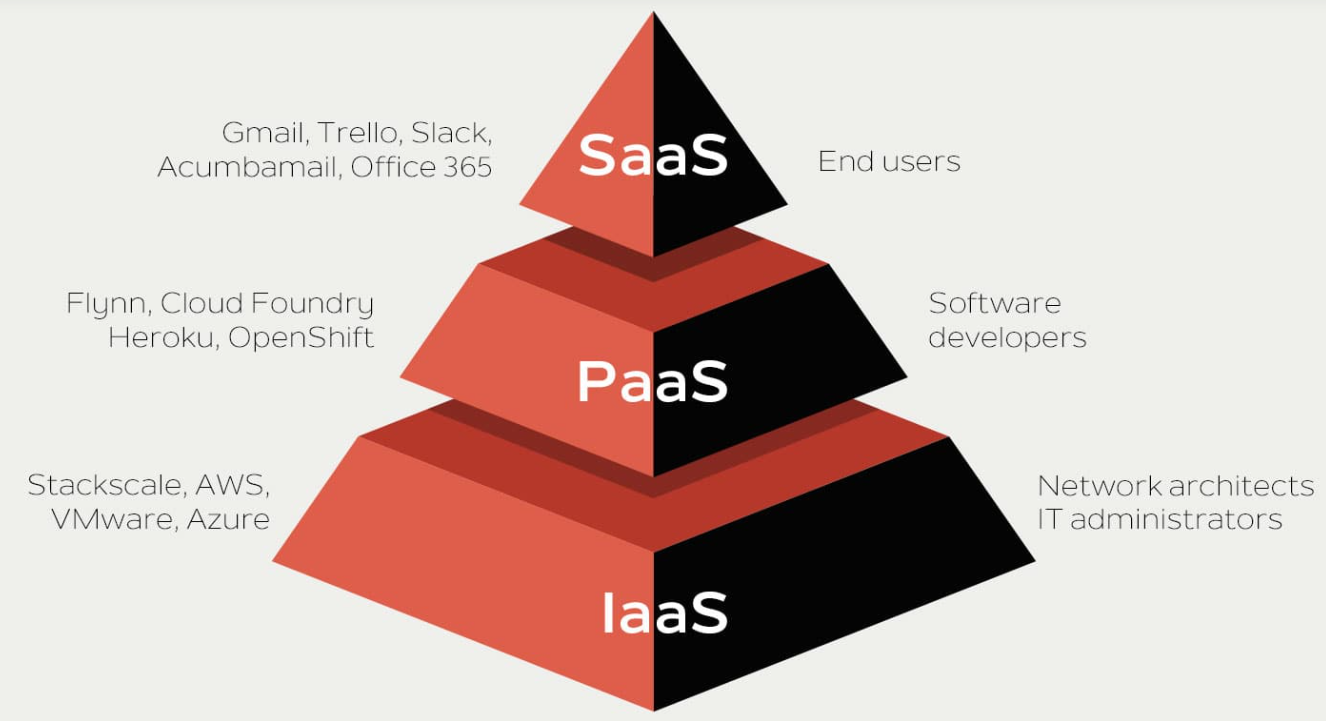 Gmail, Trello, Slack,
Acumbamail, Office 365
SaaS
End users
Flynn, Cloud Foundry
Heroku, OpenShift
PaaS
Software
developers
Stackscale, AWS,
VMware, Azure
IaaS
Network architects
IT administrators